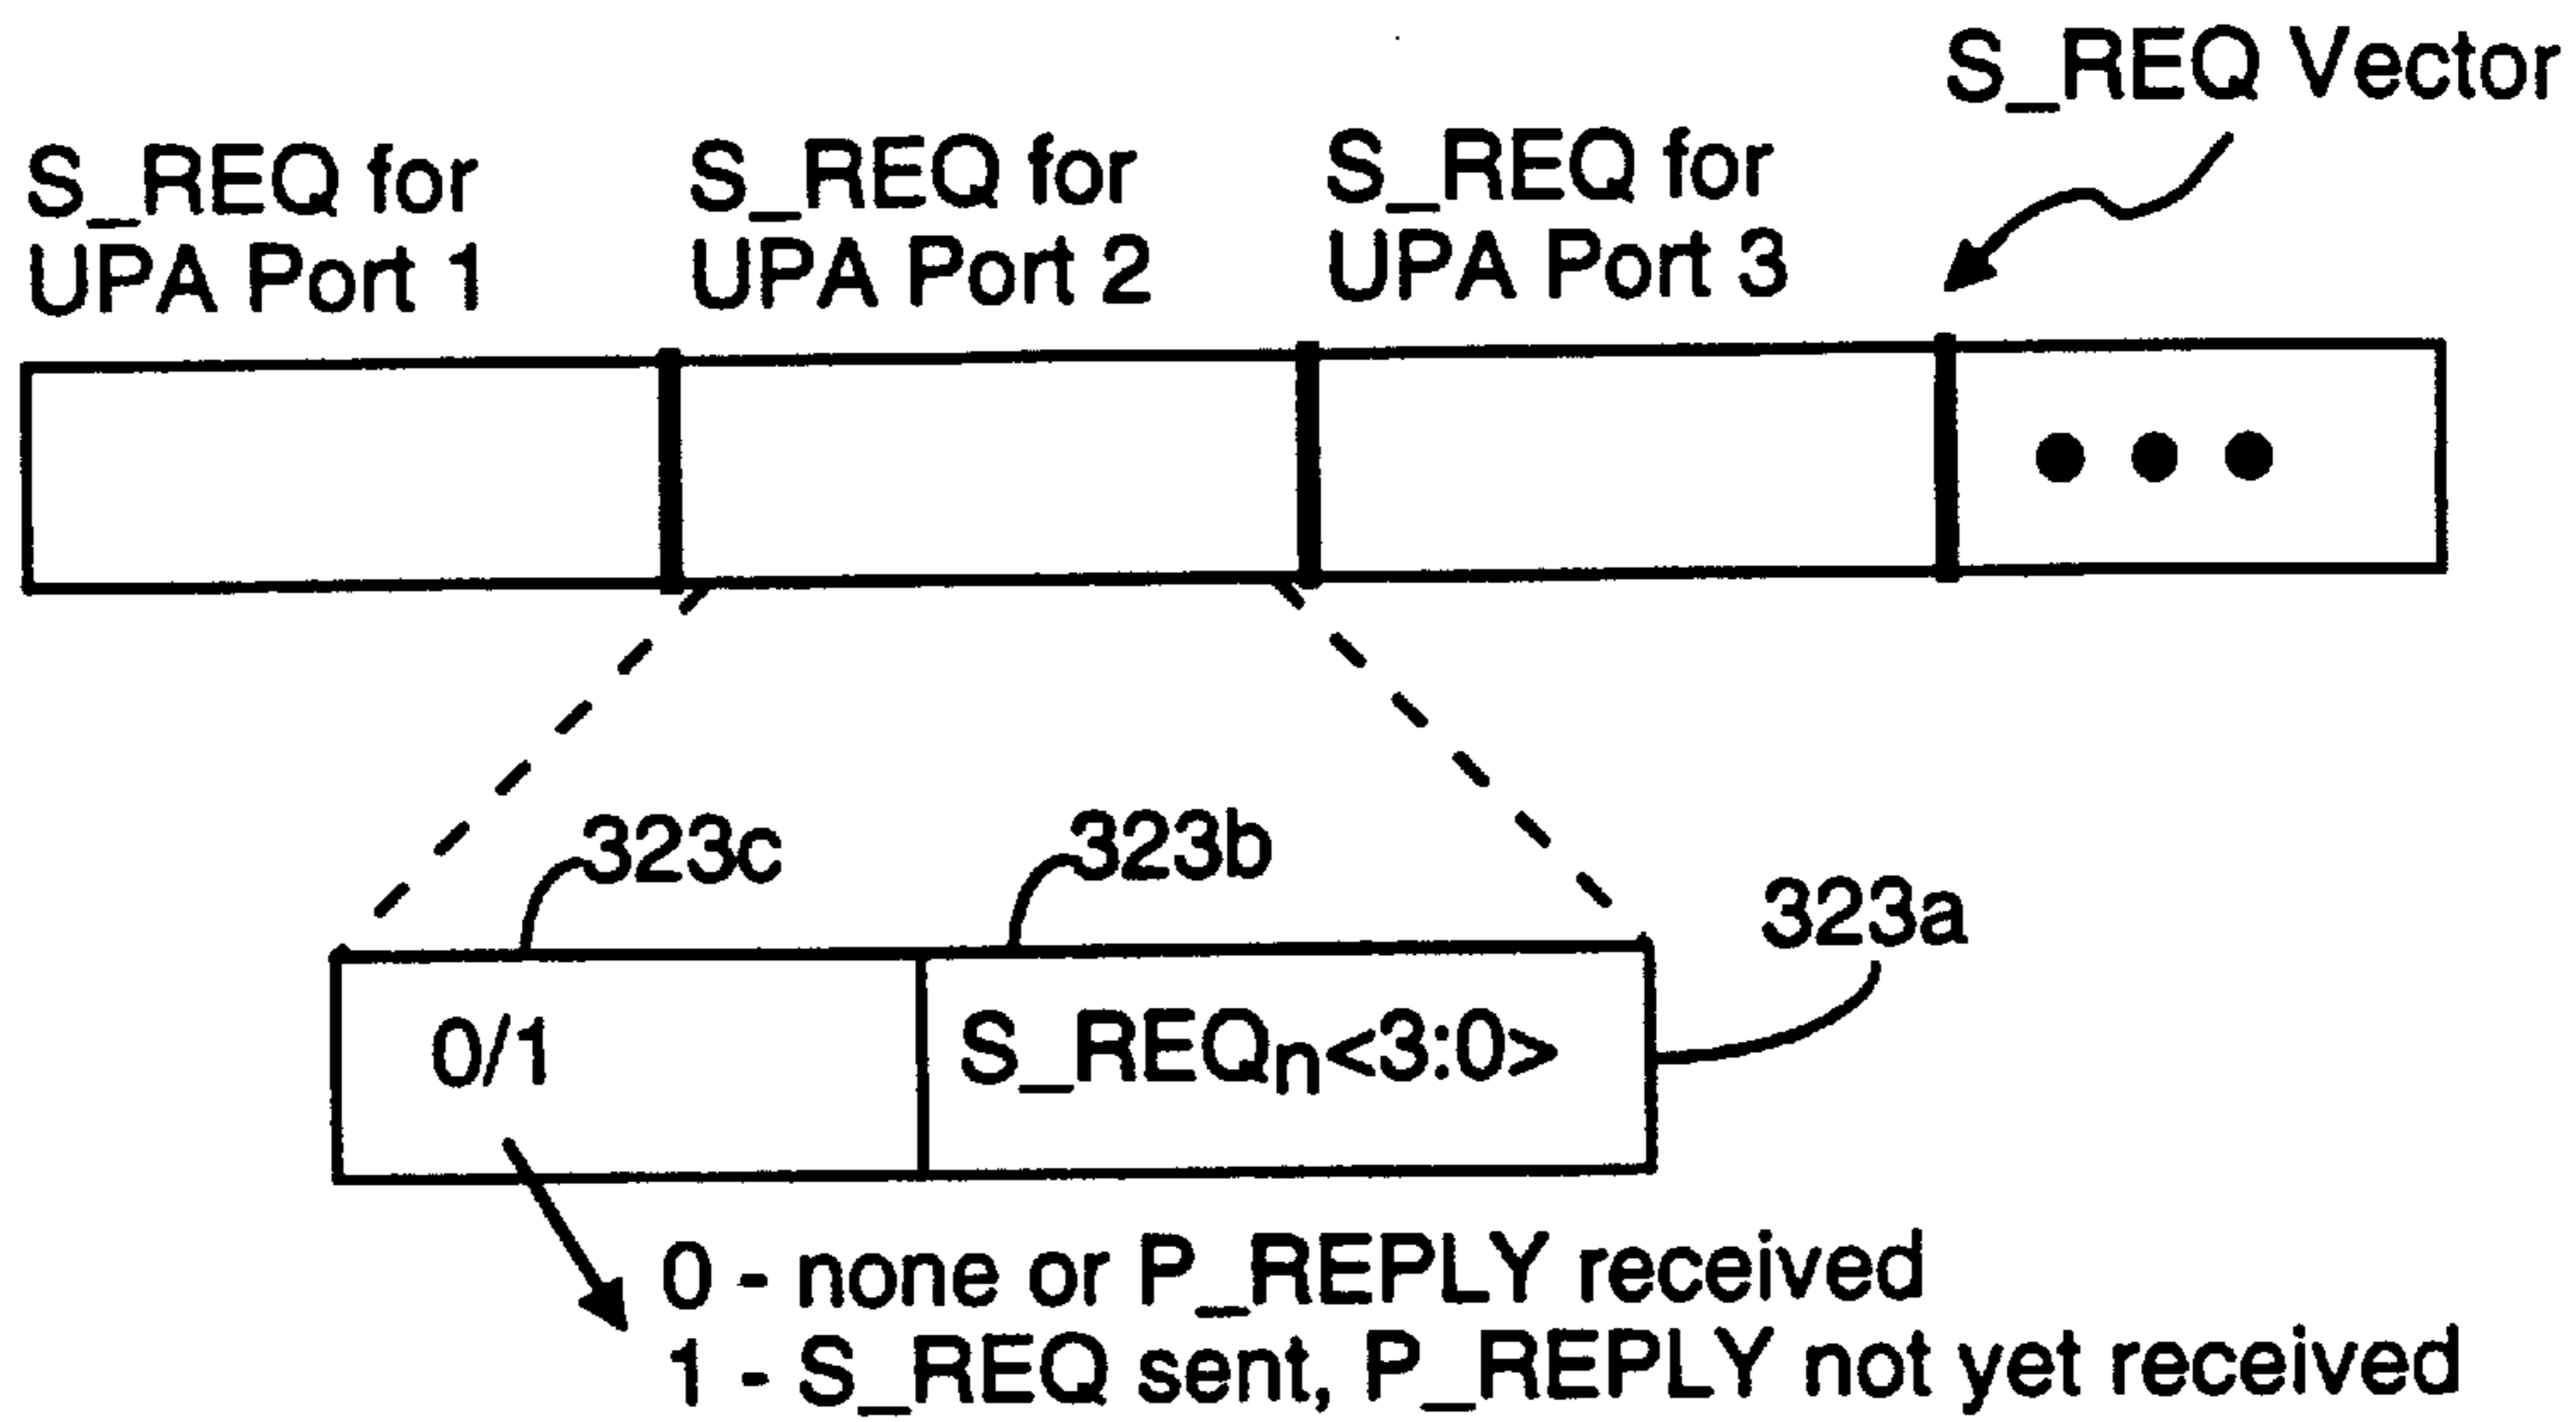 S_REQ Vector
S_REQ for
UPA Port 1
S_REQ for
UPA Port 2
S_REQ for
UPA Port 3
323c
323b
323a
0/1
S_REQn<3:0>
0 - none or P_REPLY received
1 - S_REQ sent, P_REPLY not yet received